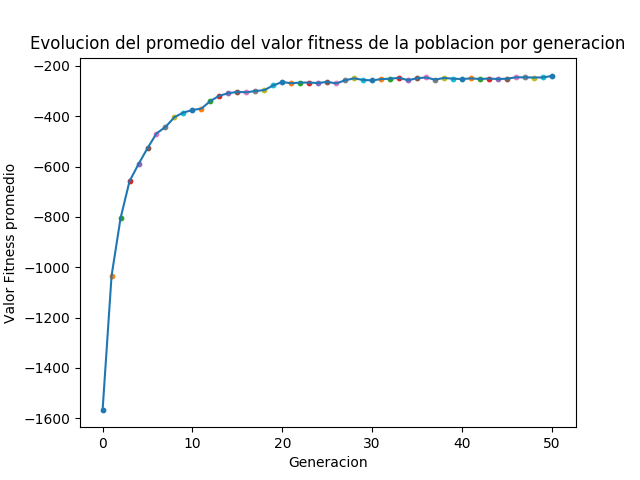 Evolucion del promedio del valor fitness de la poblacion por generacion
−200
−400
−600
−800
−1000
−1200
−1400
−1600
Valor Fitness promedio
0 10 20 30 40 50
Generacion